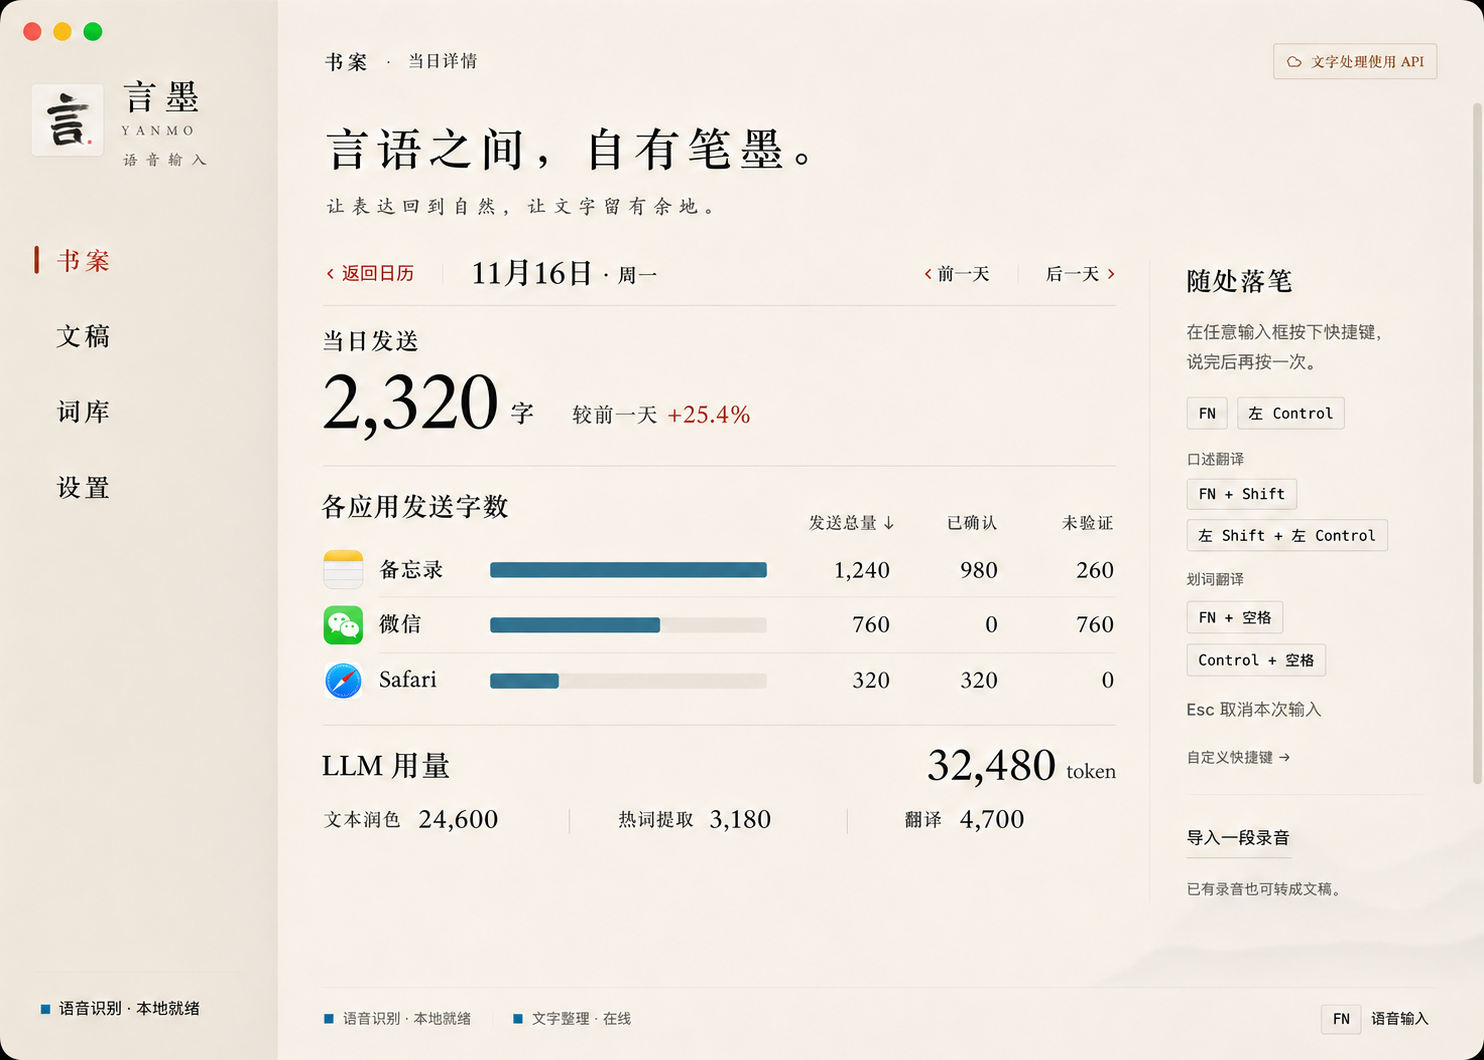 言
言墨
YANMO
语音输入
书案
文稿
词库
设置
语音识别 · 本地就绪
书案 · 当日详情
文字处理使用 API
言语之间，自有笔墨。
让表达回到自然，让文字留有余地。
返回日历
11月16日 · 周一
前一天
后一天
当日发送
2,320 字 较前一天 +25.4%
各应用发送字数
发送总量 ↓ 已确认 未验证
备忘录 1,240 980 260
微信 760 0 760
Safari 320 320 0
LLM 用量 32,480 token
文本润色 24,600 热词提取 3,180 翻译 4,700
随处落笔
在任意输入框按下快捷键，
说完后再按一次。
FN 左 Control
口述翻译
FN + Shift
左 Shift + 左 Control
划词翻译
FN + 空格
Control + 空格
Esc 取消本次输入
自定义快捷键 →
导入一段录音
已有录音也可转成文稿。
语音识别 · 本地就绪 文字整理 · 在线
FN 语音输入